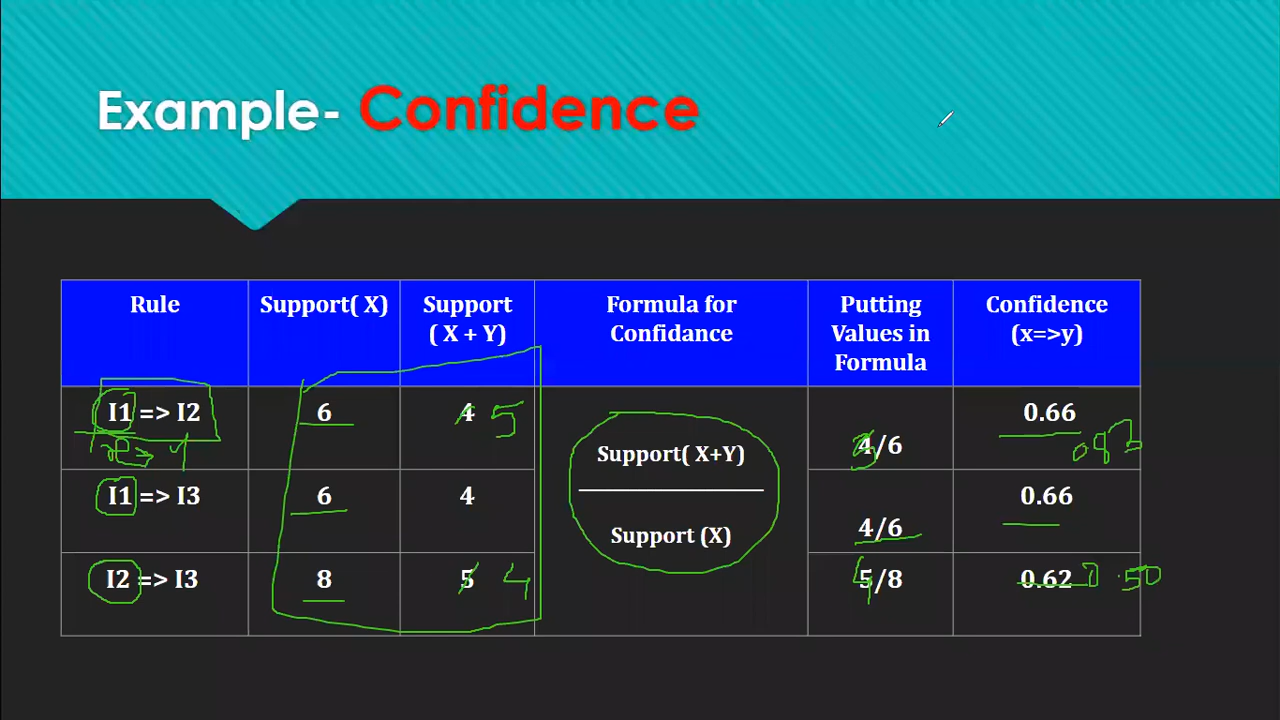 Example- Confidence
Rule
Support( X)
Support
( X + Y)
Formula for
Confidance
Putting
Values in
Formula
Confidence
(x=>y)
I1 => I2
6
4 5
Support( X+Y)
Support (X)
4/6
0.66
I1 => I3
6
4
4/6
0.66
I2 => I3
8
5 4
5/8 4
0.62 0.50